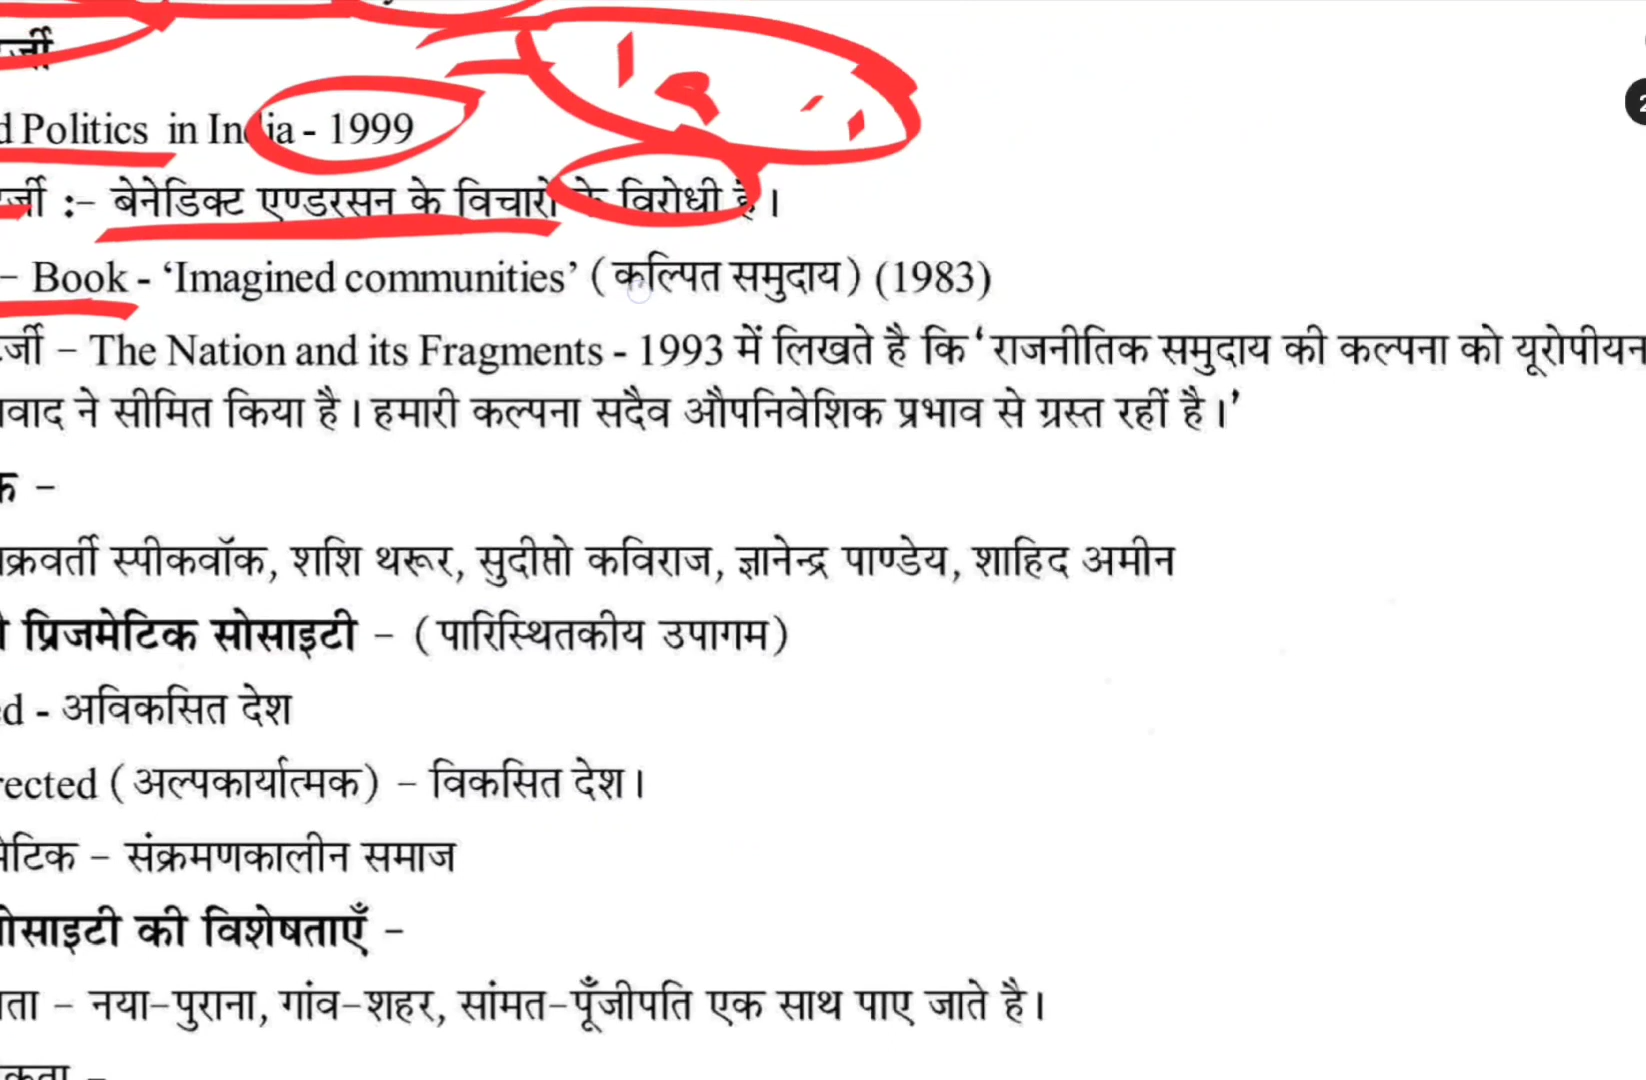 र्जी
d Politics in India - 1999
र्जी :- बेनेडिक्ट एण्डरसन के विचारो के विरोधी है।
– Book - ‘Imagined communities’ (कल्पित समुदाय) (1983)
र्जी – The Nation and its Fragments - 1993 में लिखते है कि ‘राजनीतिक समुदाय की कल्पना को यूरोपीयन
वाद ने सीमित किया है। हमारी कल्पना सदैव औपनिवेशिक प्रभाव से ग्रस्त रहीं है।’
क –
क्रवर्ती स्पीकवॉक, शशि थरूर, सुदीप्तो कविराज, ज्ञानेन्द्र पाण्डेय, शाहिद अमीन
प्रिजमेटिक सोसाइटी – (पारिस्थितकीय उपागम)
d - अविकसित देश
rected (अल्पकार्यात्मक) – विकसित देश।
मेटिक – संक्रमणकालीन समाज
सोसाइटी की विशेषताएँ –
ता – नया-पुराना, गांव-शहर, सांमत-पूँजीपति एक साथ पाए जाते है।